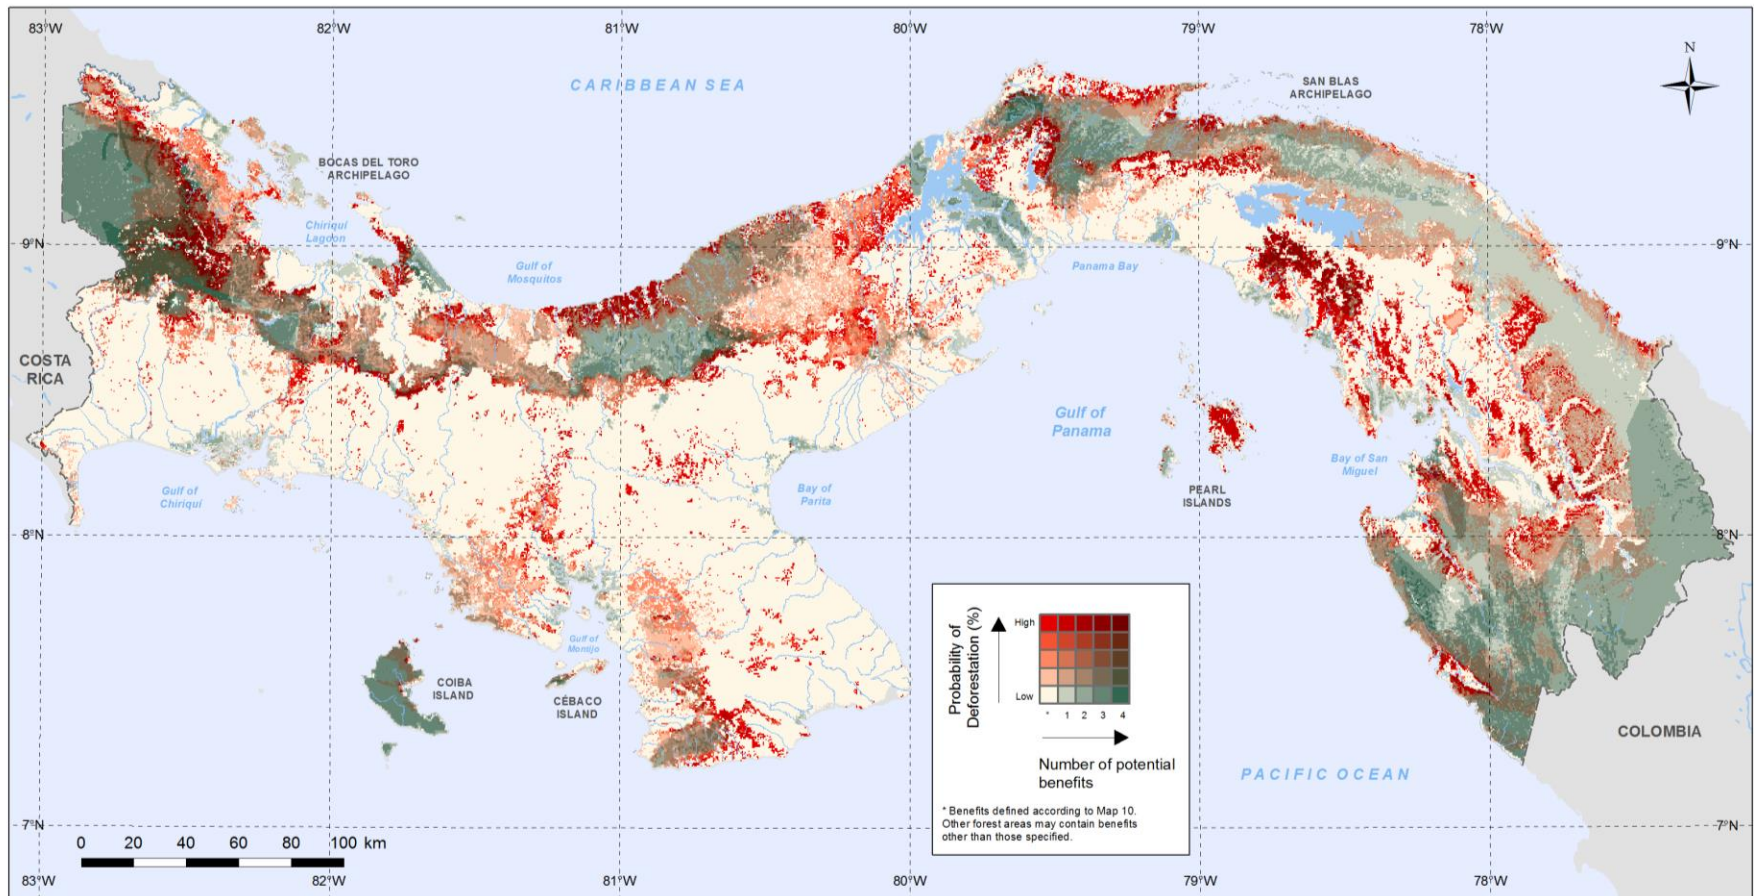 83°W 82°W 81°W 80°W 79°W 78°W
N
CARIBBEAN SEA
SAN BLAS
ARCHIPELAGO
BOCAS DEL TORO
ARCHIPELAGO
Chiriquí
Lagoon
9°N
9°N
Gulf of
Mosquitos
Panama Bay
COSTA
RICA
Gulf of
Panama
Bay of San
Miguel
Gulf of
Chiriquí
Bay of
Parita
PEARL
ISLANDS
8°N
8°N
Gulf of
Montijo
COIBA
ISLAND
CÉBACO
ISLAND
Probability of
Deforestation (%)
High
Low
* 1 2 3 4
Number of potential
benefits
* Benefits defined according to Map 10.
Other forest areas may contain benefits
other than those specified.
COLOMBIA
PACIFIC OCEAN
7°N
7°N
0 20 40 60 80 100 km
83°W 82°W 81°W 80°W 79°W 78°W